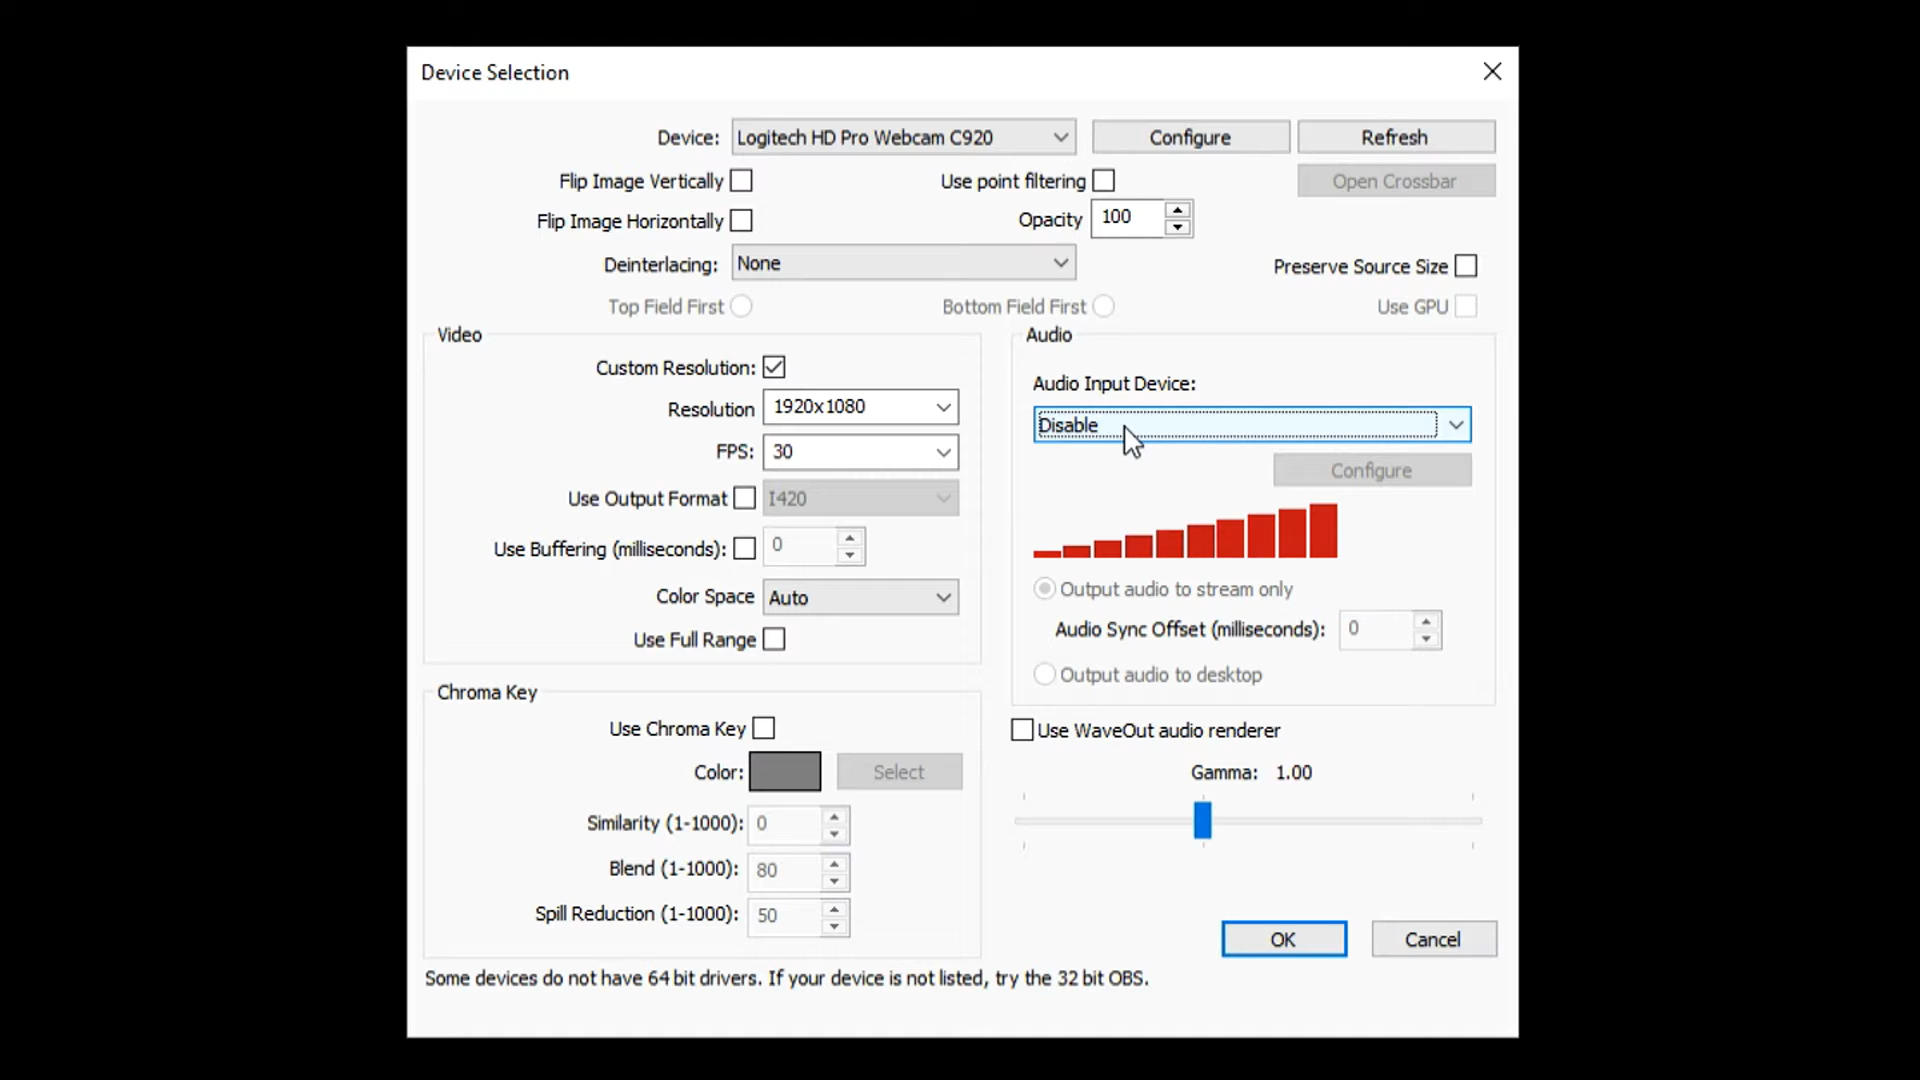 Device Selection
Device: Logitech HD Pro Webcam C920 Configure Refresh
Flip Image Vertically Use point filtering Open Crossbar
Flip Image Horizontally Opacity 100
Deinterlacing: None Preserve Source Size
Top Field First Bottom Field First Use GPU
Video
Custom Resolution:
Resolution 1920x1080
FPS: 30
Use Output Format I420
Use Buffering (milliseconds): 0
Color Space Auto
Use Full Range
Audio
Audio Input Device:
Disable
Configure
Output audio to stream only
Audio Sync Offset (milliseconds): 0
Output audio to desktop
Chroma Key
Use Chroma Key
Color: Select
Similarity (1-1000): 0
Blend (1-1000): 80
Spill Reduction (1-1000): 50
Use WaveOut audio renderer
Gamma: 1.00
OK Cancel
Some devices do not have 64 bit drivers. If your device is not listed, try the 32 bit OBS.